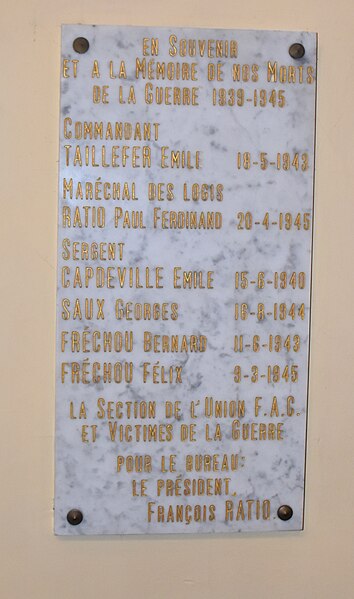 EN SOUVENIR
ET A LA MÉMOIRE DE NOS MORTS
DE LA GUERRE 1939-1945
COMMANDANT
TAILLEFER EMILE 19-5-1943
MARÉCHAL DES LOGIS
RATIO PAUL FERDINAND 20-4-1945
SERGENT
CAPDEVILLE EMILE 15-6-1940
SAUX GEORGES 16-8-1944
FRÉCHOU BERNARD 11-6-1943
FRÉCHOU FÉLIX 9-3-1945
LA SECTION DE L'UNION F.A.C.
ET VICTIMES DE LA GUERRE
POUR LE BUREAU:
LE PRÉSIDENT,
FRANÇOIS RATIO